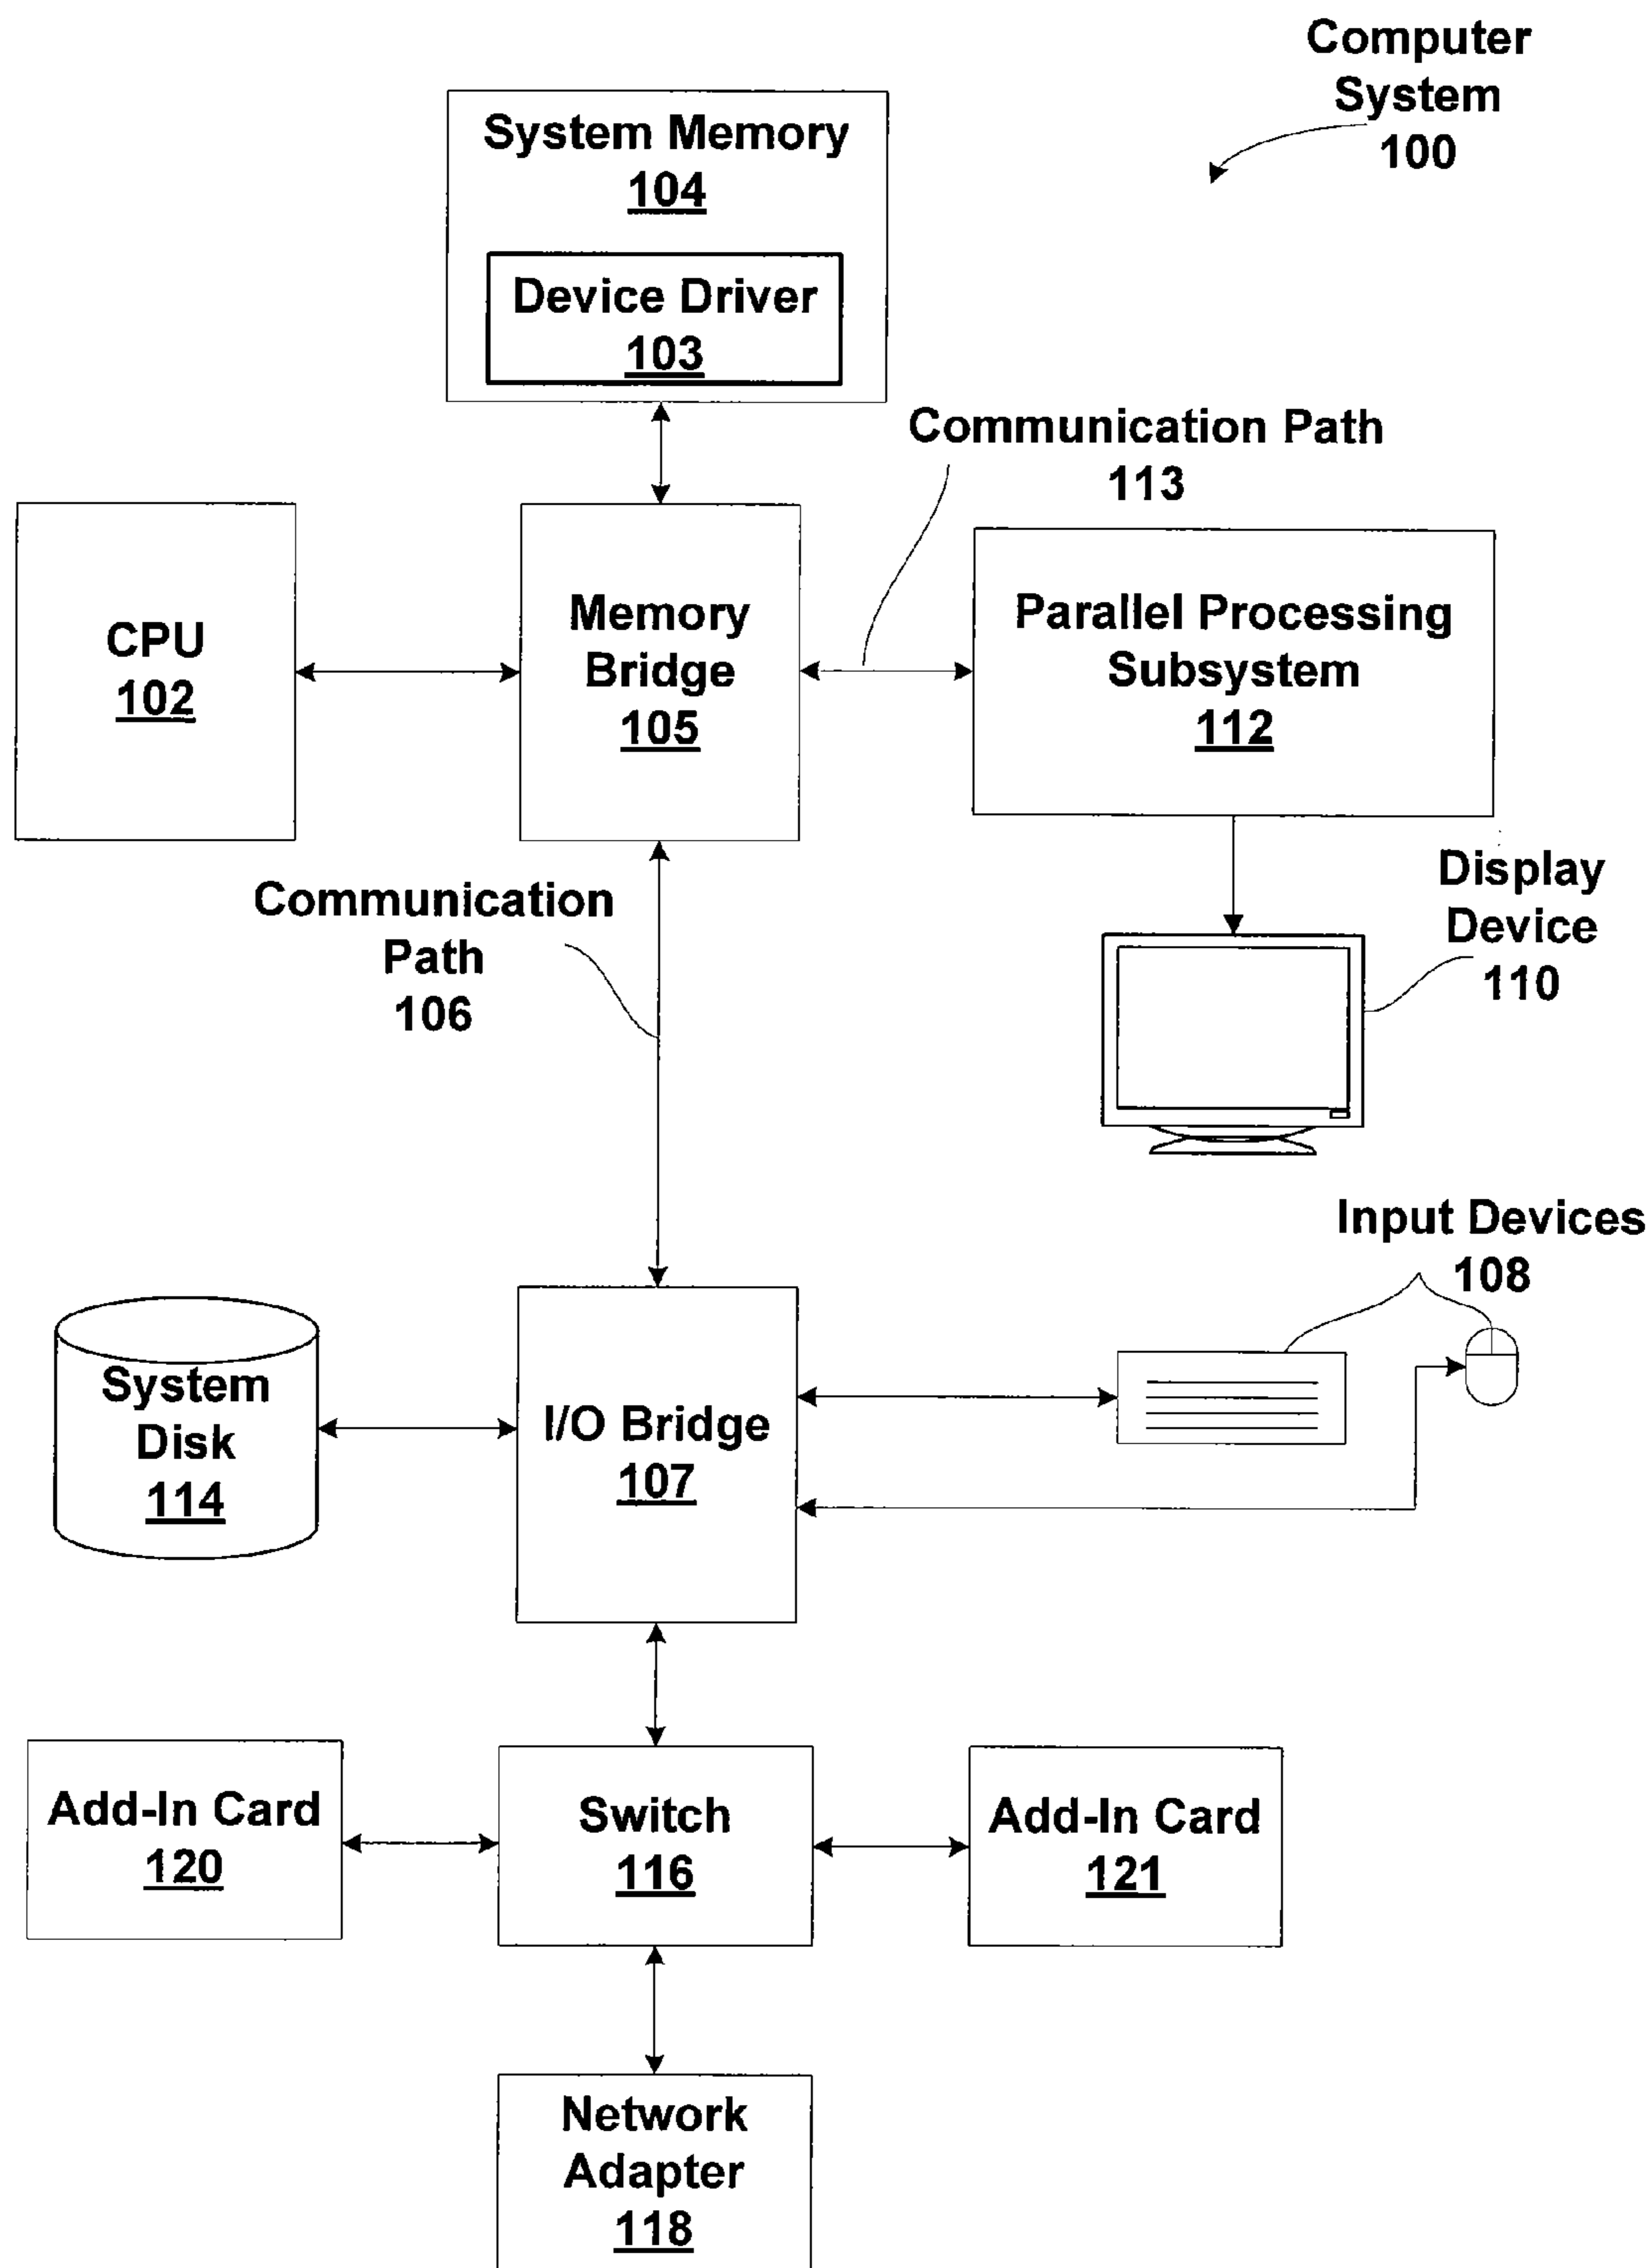 Computer
System
100
System Memory
104
Device Driver
103
Communication Path
113
CPU
102
Memory
Bridge
105
Parallel Processing
Subsystem
112
Communication
Path
106
Display
Device
110
Input Devices
108
System
Disk
114
I/O Bridge
107
Add-In Card
120
Switch
116
Add-In Card
121
Network
Adapter
118